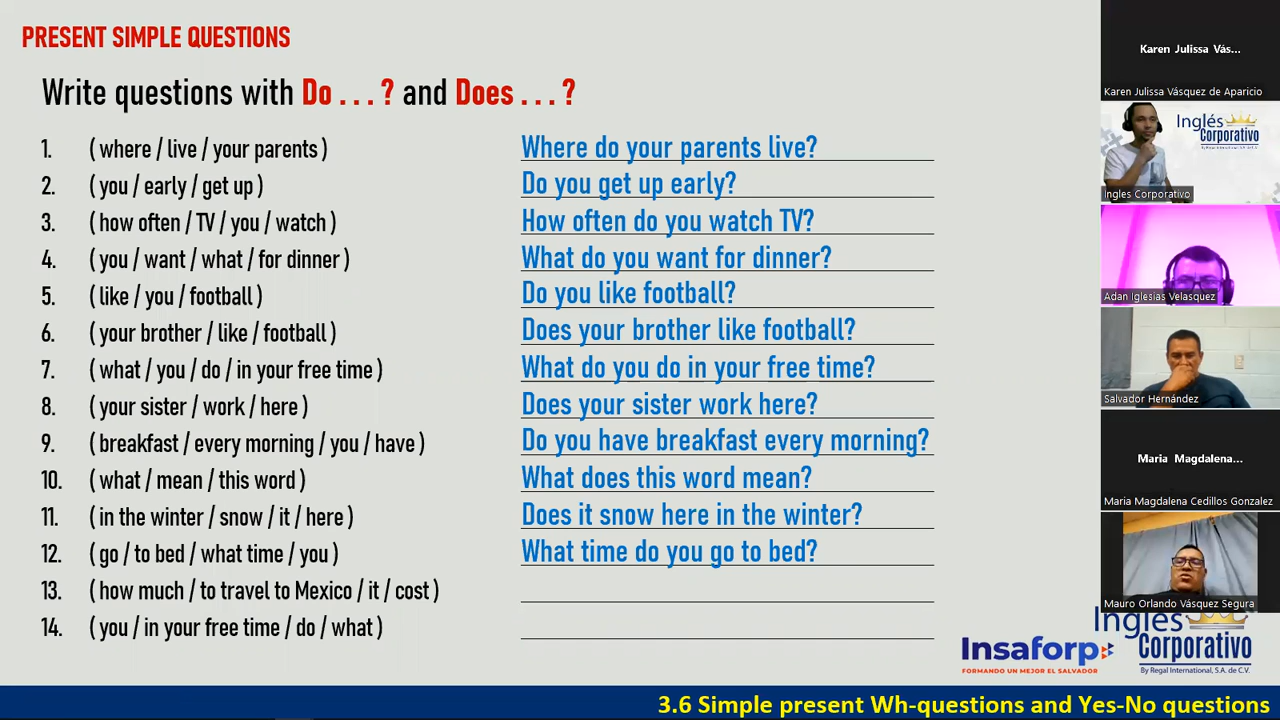 PRESENT SIMPLE QUESTIONS
Write questions with Do . . . ? and Does . . . ?
1. ( where / live / your parents ) Where do your parents live?
2. ( you / early / get up ) Do you get up early?
3. ( how often / TV / you / watch ) How often do you watch TV?
4. ( you / want / what / for dinner ) What do you want for dinner?
5. ( like / you / football ) Do you like football?
6. ( your brother / like / football ) Does your brother like football?
7. ( what / you / do / in your free time ) What do you do in your free time?
8. ( your sister / work / here ) Does your sister work here?
9. ( breakfast / every morning / you / have ) Do you have breakfast every morning?
10. ( what / mean / this word ) What does this word mean?
11. ( in the winter / snow / it / here ) Does it snow here in the winter?
12. ( go / to bed / what time / you ) What time do you go to bed?
13. ( how much / to travel to Mexico / it / cost )
14. ( you / in your free time / do / what )
Insaforp
FORMANDO UN MEJOR EL SALVADOR
Inglés
Corporativo
By Regal International, S.A. de C.V.
3.6 Simple present Wh-questions and Yes-No questions
Karen Julissa Vás...
Karen Julissa Vásquez de Aparicio
Inglés
Corporativo
By Regal International, S.A. de C.V.
Ingles Corporativo
Adan Iglesias Velasquez
Salvador Hernández
Maria Magdalena...
Maria Magdalena Cedillos Gonzalez
Mauro Orlando Vásquez Segura